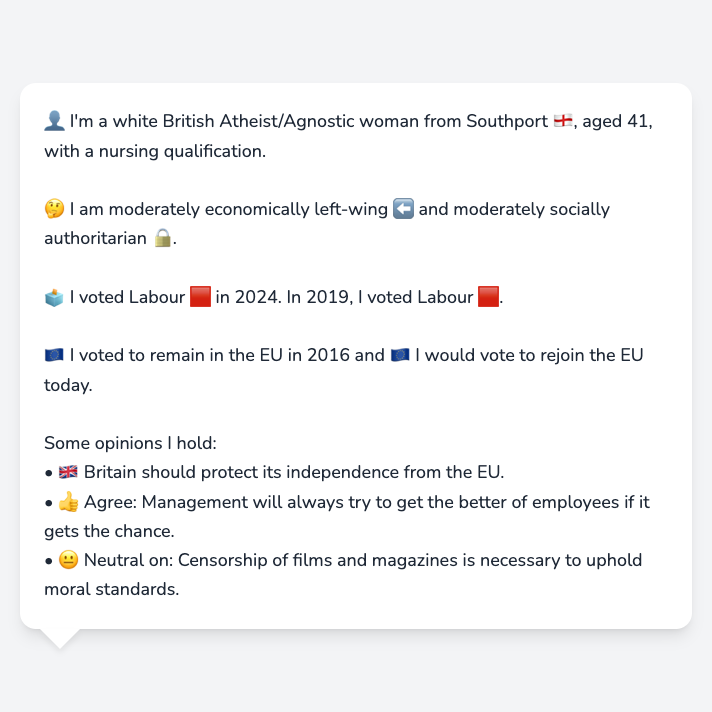 👤 I'm a white British Atheist/Agnostic woman from Southport 🏴󠁧󠁢󠁥󠁮󠁧󠁿, aged 41,
with a nursing qualification.
🤔 I am moderately economically left-wing ⬅️ and moderately socially
authoritarian 🔒.
🗳️ I voted Labour 🟥 in 2024. In 2019, I voted Labour 🟥.
🇪🇺 I voted to remain in the EU in 2016 and 🇪🇺 I would vote to rejoin the EU
today.
Some opinions I hold:
• 🇬🇧 Britain should protect its independence from the EU.
• 👍 Agree: Management will always try to get the better of employees if it
gets the chance.
• 😐 Neutral on: Censorship of films and magazines is necessary to uphold
moral standards.